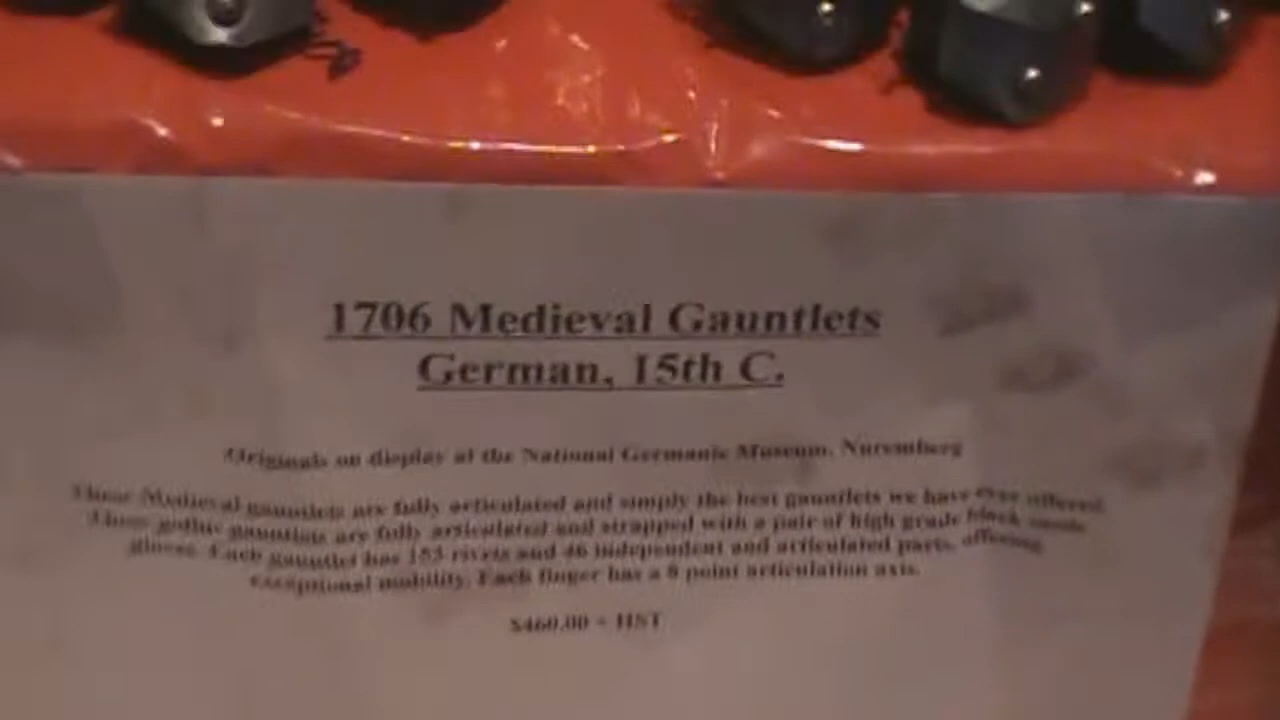 1706 Medieval Gauntlets
German, 15th C.
Originals on display at the National Germanic Museum, Nuremberg
These Medieval gauntlets are fully articulated and simply the best gauntlets we have ever offered.
These gothic gauntlets are fully articulated and strapped with a pair of high grade black suede
gloves. Each gauntlet has 153 rivets and 46 independent and articulated parts, offering
exceptional mobility. Each finger has a 8 point articulation axis.
$460.00 + HST